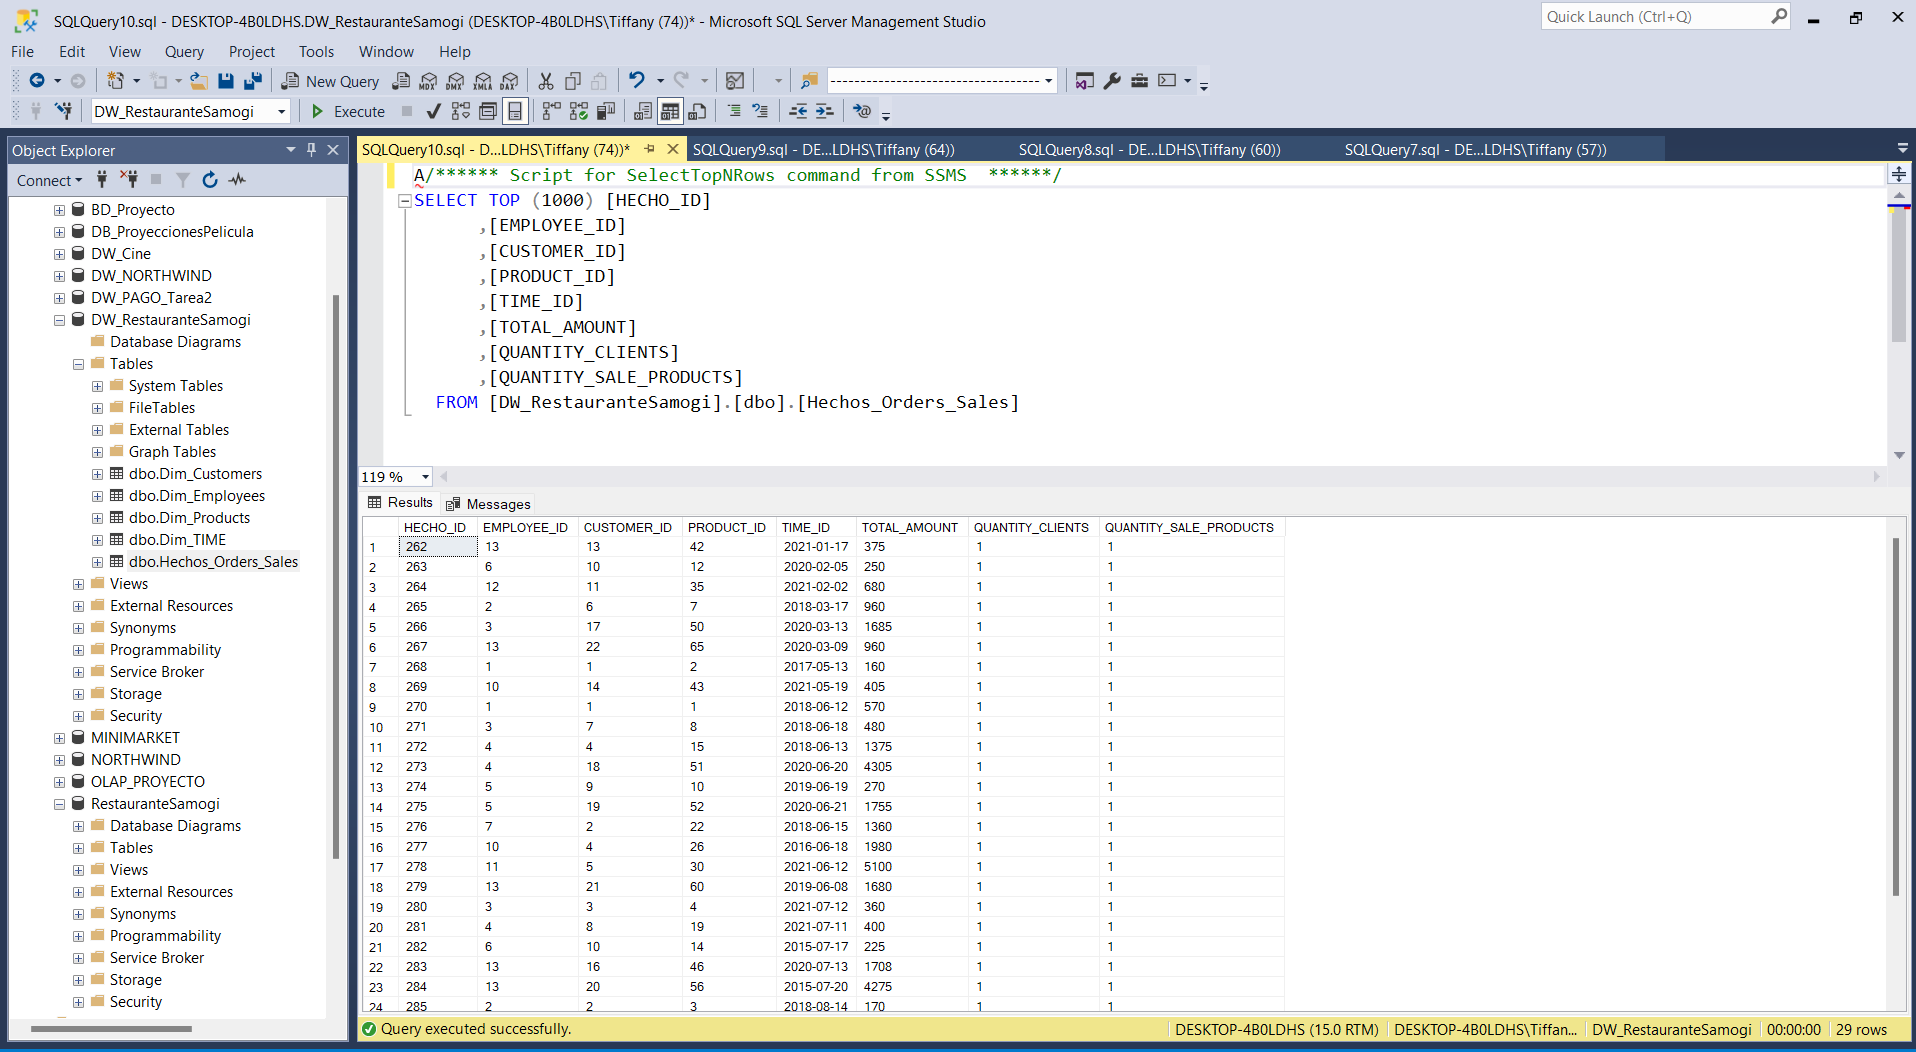 SQLQuery10.sql - DESKTOP-4B0LDHS.DW_RestauranteSamogi (DESKTOP-4B0LDHS\Tiffany (74))* - Microsoft SQL Server Management Studio
Quick Launch (Ctrl+Q)
File Edit View Query Project Tools Window Help
New Query MDX DMX XMLA DAX
DW_RestauranteSamogi Execute
Object Explorer
SQLQuery10.sql - D...LDHS\Tiffany (74))* SQLQuery9.sql - DE...LDHS\Tiffany (64)) SQLQuery8.sql - DE...LDHS\Tiffany (60)) SQLQuery7.sql - DE...LDHS\Tiffany (57))
Connect
BD_Proyecto
DB_ProyeccionesPelicula
DW_Cine
DW_NORTHWIND
DW_PAGO_Tarea2
DW_RestauranteSamogi
Database Diagrams
Tables
System Tables
FileTables
External Tables
Graph Tables
dbo.Dim_Customers
dbo.Dim_Employees
dbo.Dim_Products
dbo.Dim_TIME
dbo.Hechos_Orders_Sales
Views
External Resources
Synonyms
Programmability
Service Broker
Storage
Security
MINIMARKET
NORTHWIND
OLAP_PROYECTO
RestauranteSamogi
Database Diagrams
Tables
Views
External Resources
Synonyms
Programmability
Service Broker
Storage
Security
A/****** Script for SelectTopNRows command from SSMS  ******/
SELECT TOP (1000) [HECHO_ID]
,[EMPLOYEE_ID]
,[CUSTOMER_ID]
,[PRODUCT_ID]
,[TIME_ID]
,[TOTAL_AMOUNT]
,[QUANTITY_CLIENTS]
,[QUANTITY_SALE_PRODUCTS]
FROM [DW_RestauranteSamogi].[dbo].[Hechos_Orders_Sales]
119 %
Results Messages
HECHO_ID EMPLOYEE_ID CUSTOMER_ID PRODUCT_ID TIME_ID TOTAL_AMOUNT QUANTITY_CLIENTS QUANTITY_SALE_PRODUCTS
1 262 13 13 42 2021-01-17 375 1 1
2 263 6 10 12 2020-02-05 250 1 1
3 264 12 11 35 2021-02-02 680 1 1
4 265 2 6 7 2018-03-17 960 1 1
5 266 3 17 50 2020-03-13 1685 1 1
6 267 13 22 65 2020-03-09 960 1 1
7 268 1 1 2 2017-05-13 160 1 1
8 269 10 14 43 2021-05-19 405 1 1
9 270 1 1 1 2018-06-12 570 1 1
10 271 3 7 8 2018-06-18 480 1 1
11 272 4 4 15 2018-06-13 1375 1 1
12 273 4 18 51 2020-06-20 4305 1 1
13 274 5 9 10 2019-06-19 270 1 1
14 275 5 19 52 2020-06-21 1755 1 1
15 276 7 2 22 2018-06-15 1360 1 1
16 277 10 4 26 2016-06-18 1980 1 1
17 278 11 5 30 2021-06-12 5100 1 1
18 279 13 21 60 2019-06-08 1680 1 1
19 280 3 3 4 2021-07-12 360 1 1
20 281 4 8 19 2021-07-11 400 1 1
21 282 6 10 14 2015-07-17 225 1 1
22 283 13 16 46 2020-07-13 1708 1 1
23 284 13 20 56 2015-07-20 4275 1 1
24 285 2 2 3 2018-08-14 170 1 1
Query executed successfully. DESKTOP-4B0LDHS (15.0 RTM) DESKTOP-4B0LDHS\Tiffan... DW_RestauranteSamogi 00:00:00 29 rows